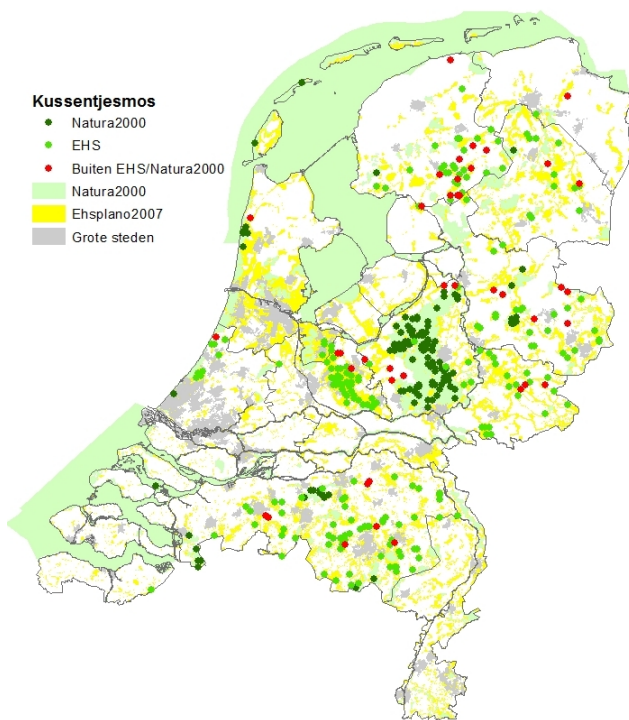 Kussentjesmos
Natura2000
EHS
Buiten EHS/Natura2000
Natura2000
Ehsplano2007
Grote steden